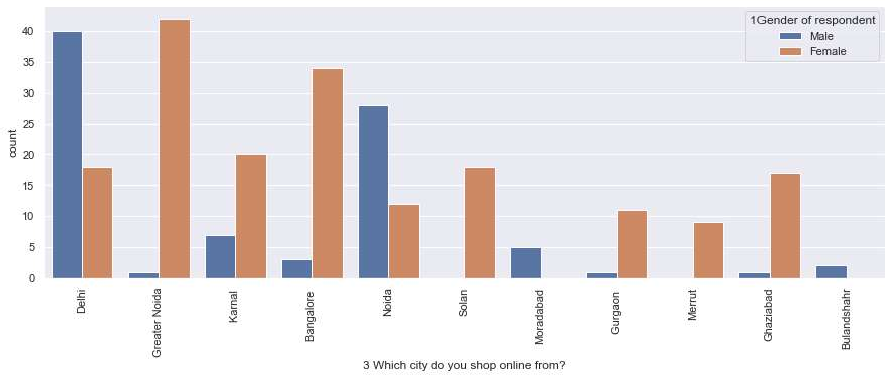 1Gender of respondent
Male
Female
count
40
35
30
25
20
15
10
5
0
Delhi
Greater Noida
Karnal
Bangalore
Noida
Solan
Moradabad
Gurgaon
Merrut
Ghaziabad
Bulandshahr
3 Which city do you shop online from?